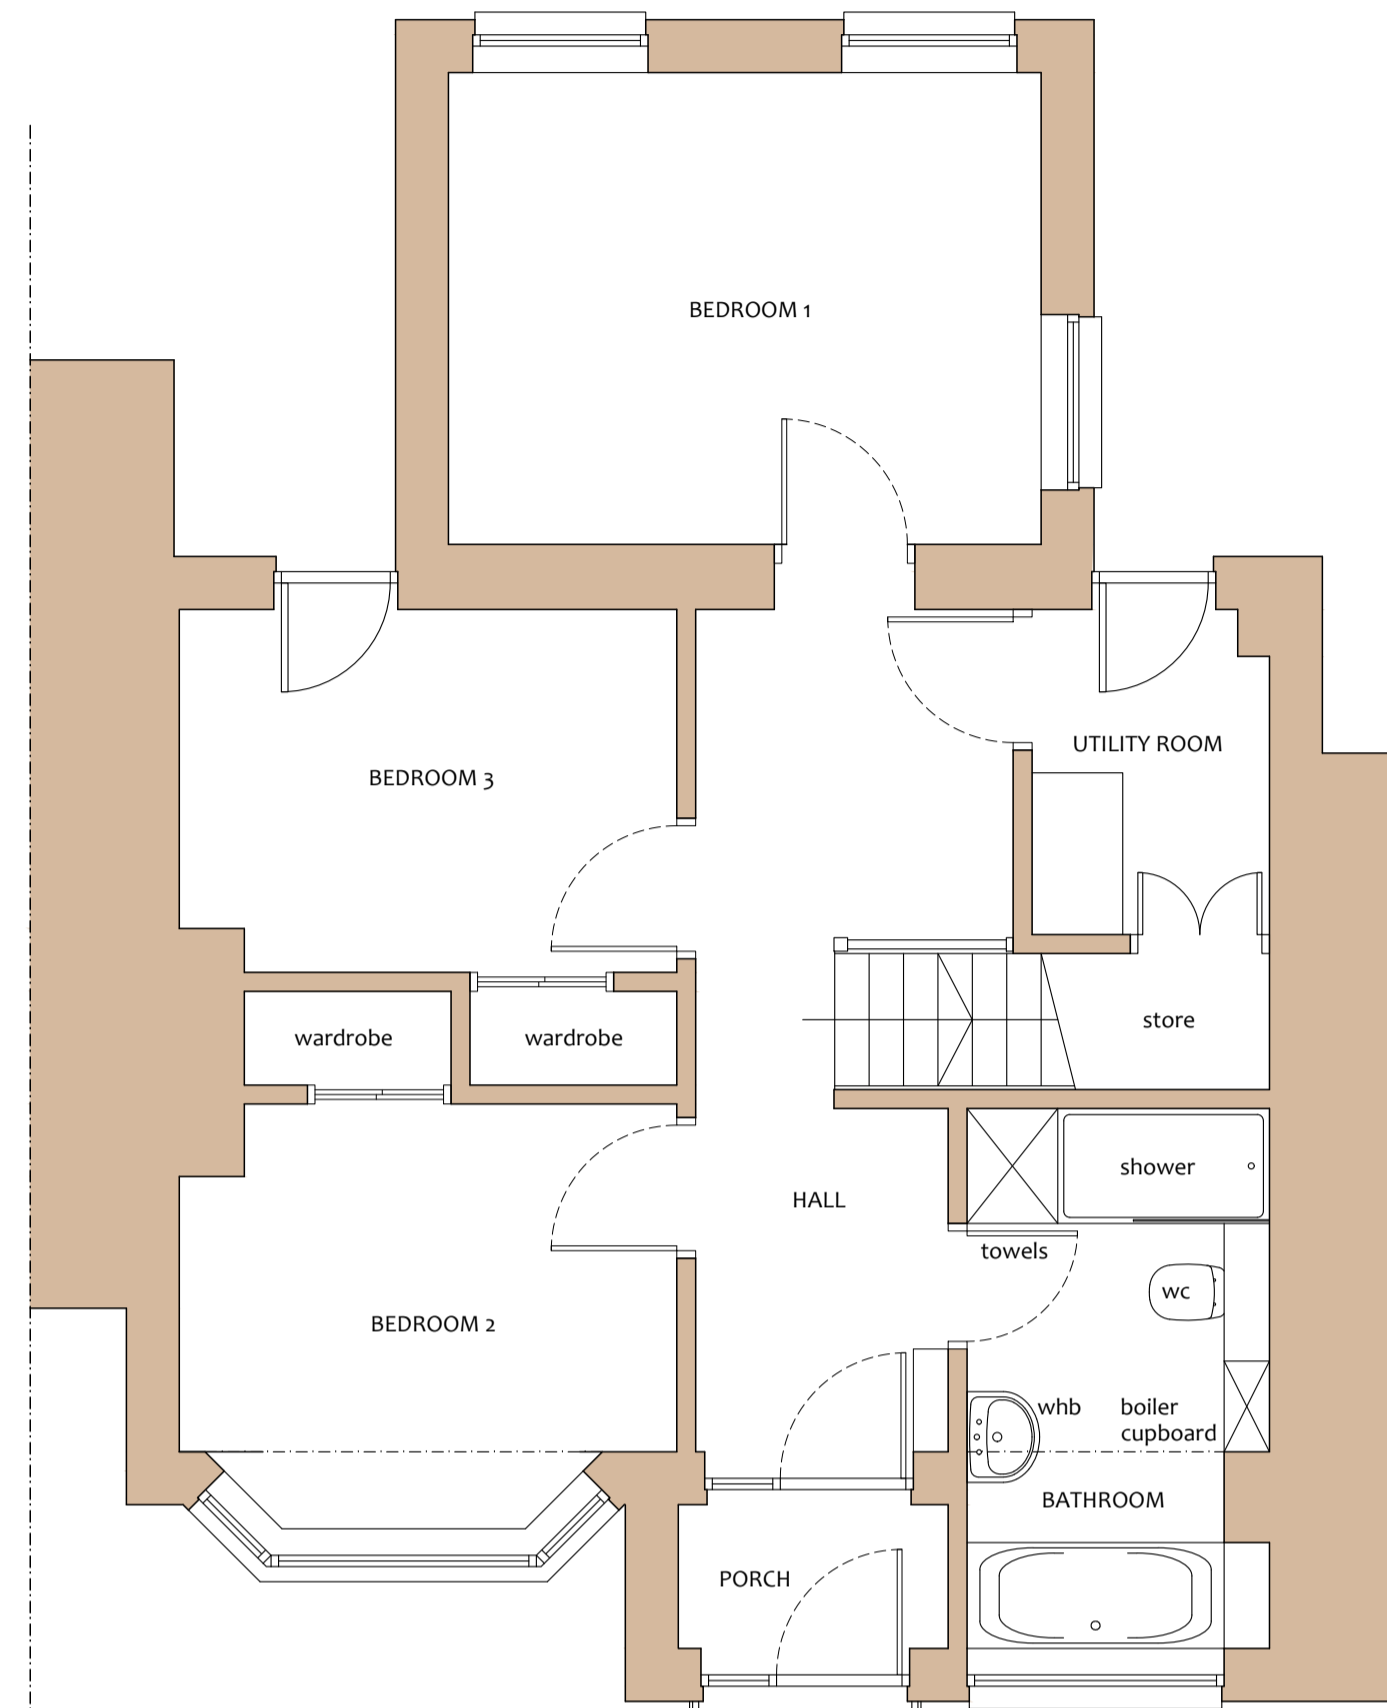 BEDROOM 1
UTILITY ROOM
BEDROOM 3
store
wardrobe
wardrobe
shower
HALL
towels
wc
BEDROOM 2
whb
boiler
cupboard
BATHROOM
PORCH